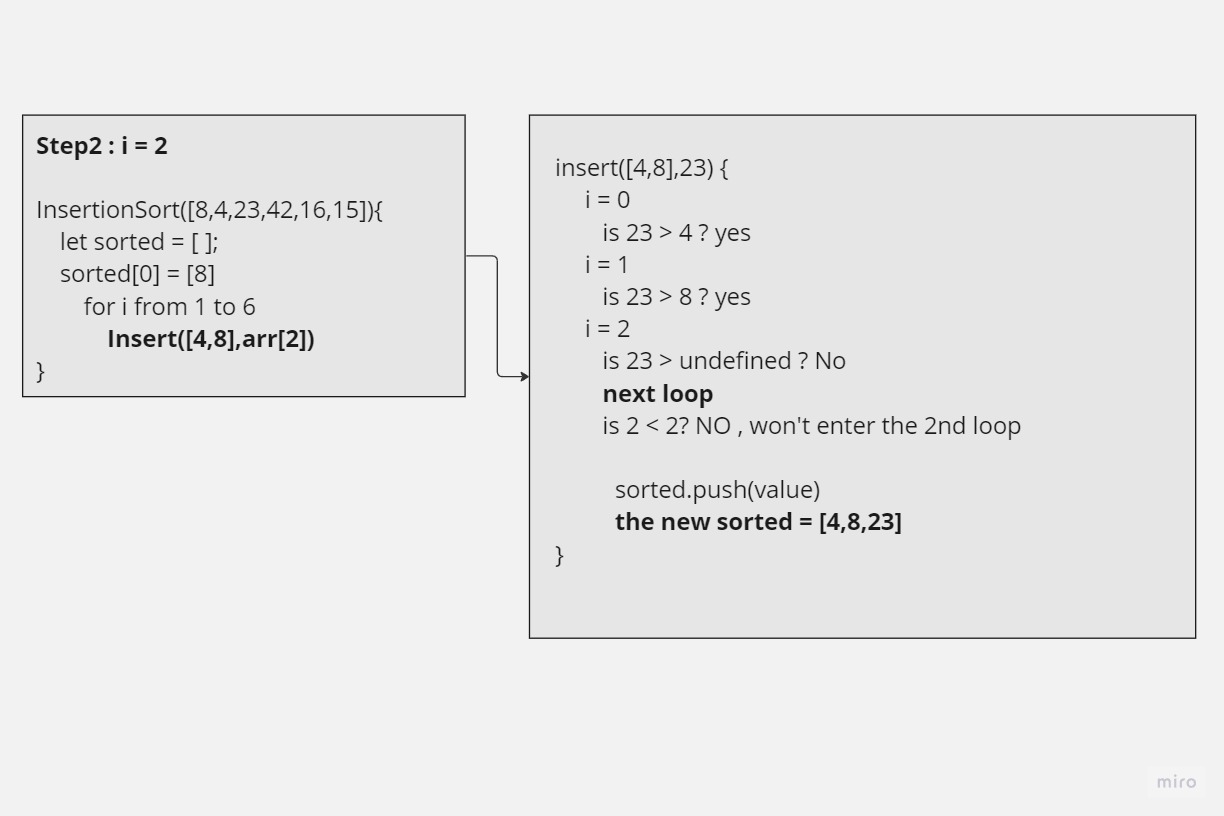 Step2 : i = 2
InsertionSort([8,4,23,42,16,15]){
let sorted = [ ];
sorted[0] = [8]
for i from 1 to 6
Insert([4,8],arr[2])
}
insert([4,8],23) {
i = 0
is 23 > 4 ? yes
i = 1
is 23 > 8 ? yes
i = 2
is 23 > undefined ? No
next loop
is 2 < 2? NO , won't enter the 2nd loop
sorted.push(value)
the new sorted = [4,8,23]
}
miro